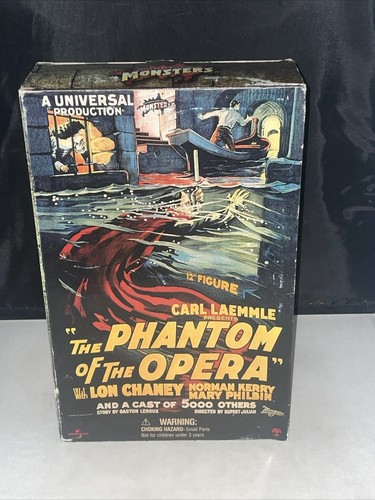 MONSTERS
A UNIVERSAL
PRODUCTION
MONSTERS
12" FIGURE
CARL LAEMMLE
PRESENTS
"THE PHANTOM
OF THE OPERA"
With LON CHANEY
NORMAN KERRY
MARY PHILBIN
AND A CAST OF 5000 OTHERS
STORY BY GASTON LEROUX
DIRECTED BY RUPERT JULIAN
WARNING:
CHOKING HAZARD- Small Parts
Not for children under 3 years